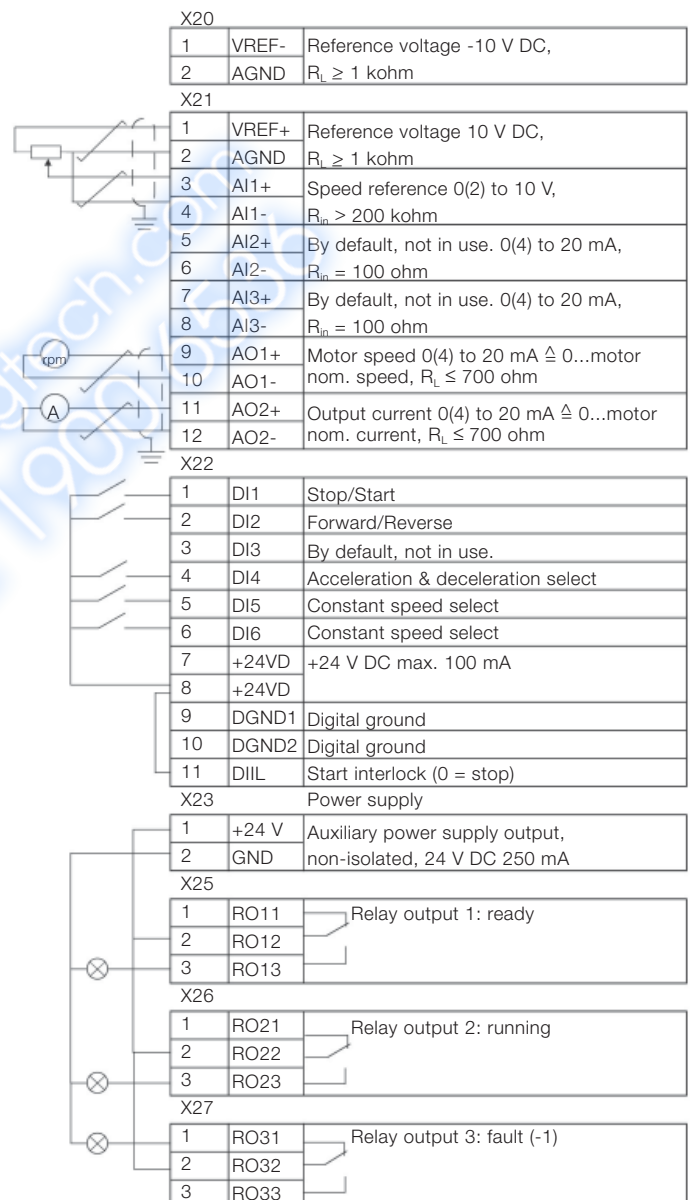 X20
1 VREF- Reference voltage -10 V DC,
2 AGND R_L ≥ 1 kohm
X21
1 VREF+ Reference voltage 10 V DC,
2 AGND R_L ≥ 1 kohm
3 AI1+ Speed reference 0(2) to 10 V,
4 AI1- R_in > 200 kohm
5 AI2+ By default, not in use. 0(4) to 20 mA,
6 AI2- R_in = 100 ohm
7 AI3+ By default, not in use. 0(4) to 20 mA,
8 AI3- R_in = 100 ohm
rpm 9 AO1+ Motor speed 0(4) to 20 mA ≙ 0...motor
10 AO1- nom. speed, R_L ≤ 700 ohm
A 11 AO2+ Output current 0(4) to 20 mA ≙ 0...motor
12 AO2- nom. current, R_L ≤ 700 ohm
X22
1 DI1 Stop/Start
2 DI2 Forward/Reverse
3 DI3 By default, not in use.
4 DI4 Acceleration & deceleration select
5 DI5 Constant speed select
6 DI6 Constant speed select
7 +24VD +24 V DC max. 100 mA
8 +24VD
9 DGND1 Digital ground
10 DGND2 Digital ground
11 DIIL Start interlock (0 = stop)
X23 Power supply
1 +24 V Auxiliary power supply output,
2 GND non-isolated, 24 V DC 250 mA
X25
1 RO11 Relay output 1: ready
2 RO12
3 RO13
X26
1 RO21 Relay output 2: running
2 RO22
3 RO23
X27
1 RO31 Relay output 3: fault (-1)
2 RO32
3 RO33